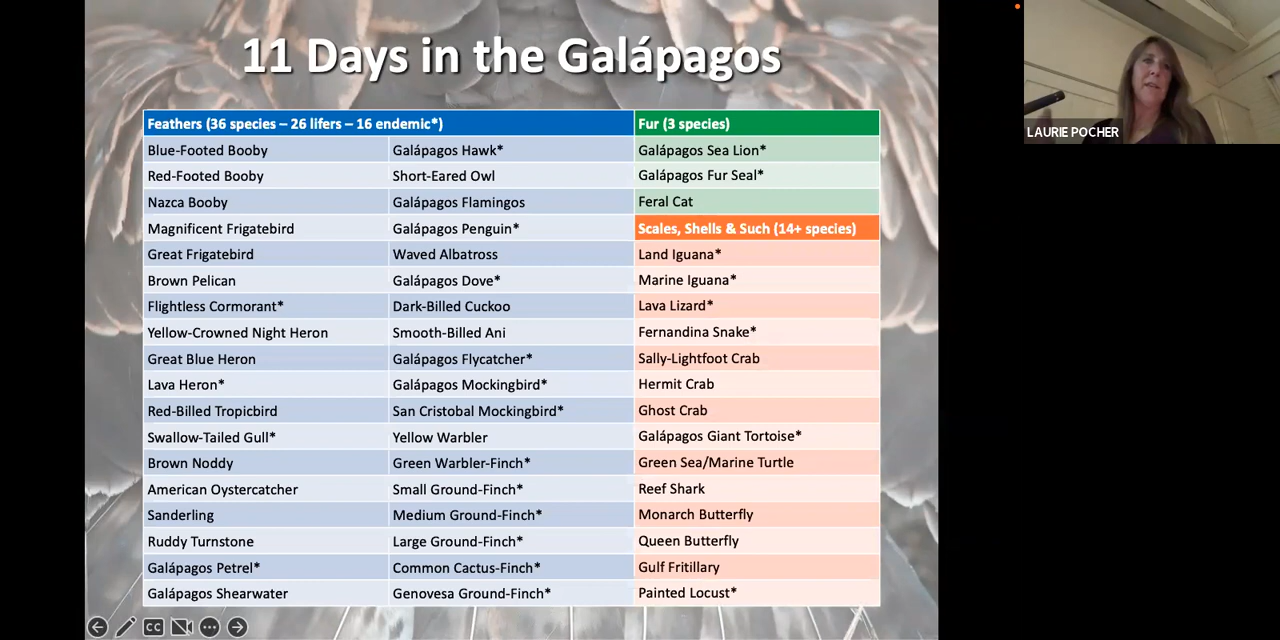 11 Days in the Galápagos
LAURIE POCHER
Feathers (36 species – 26 lifers – 16 endemic*) Fur (3 species)
Blue-Footed Booby Galápagos Hawk* Galápagos Sea Lion*
Red-Footed Booby Short-Eared Owl Galápagos Fur Seal*
Nazca Booby Galápagos Flamingos Feral Cat
Magnificent Frigatebird Galápagos Penguin* Scales, Shells & Such (14+ species)
Great Frigatebird Waved Albatross Land Iguana*
Brown Pelican Galápagos Dove* Marine Iguana*
Flightless Cormorant* Dark-Billed Cuckoo Lava Lizard*
Yellow-Crowned Night Heron Smooth-Billed Ani Fernandina Snake*
Great Blue Heron Galápagos Flycatcher* Sally-Lightfoot Crab
Lava Heron* Galápagos Mockingbird* Hermit Crab
Red-Billed Tropicbird San Cristobal Mockingbird* Ghost Crab
Swallow-Tailed Gull* Yellow Warbler Galápagos Giant Tortoise*
Brown Noddy Green Warbler-Finch* Green Sea/Marine Turtle
American Oystercatcher Small Ground-Finch* Reef Shark
Sanderling Medium Ground-Finch* Monarch Butterfly
Ruddy Turnstone Large Ground-Finch* Queen Butterfly
Galápagos Petrel* Common Cactus-Finch* Gulf Fritillary
Galápagos Shearwater Genovesa Ground-Finch* Painted Locust*
CC